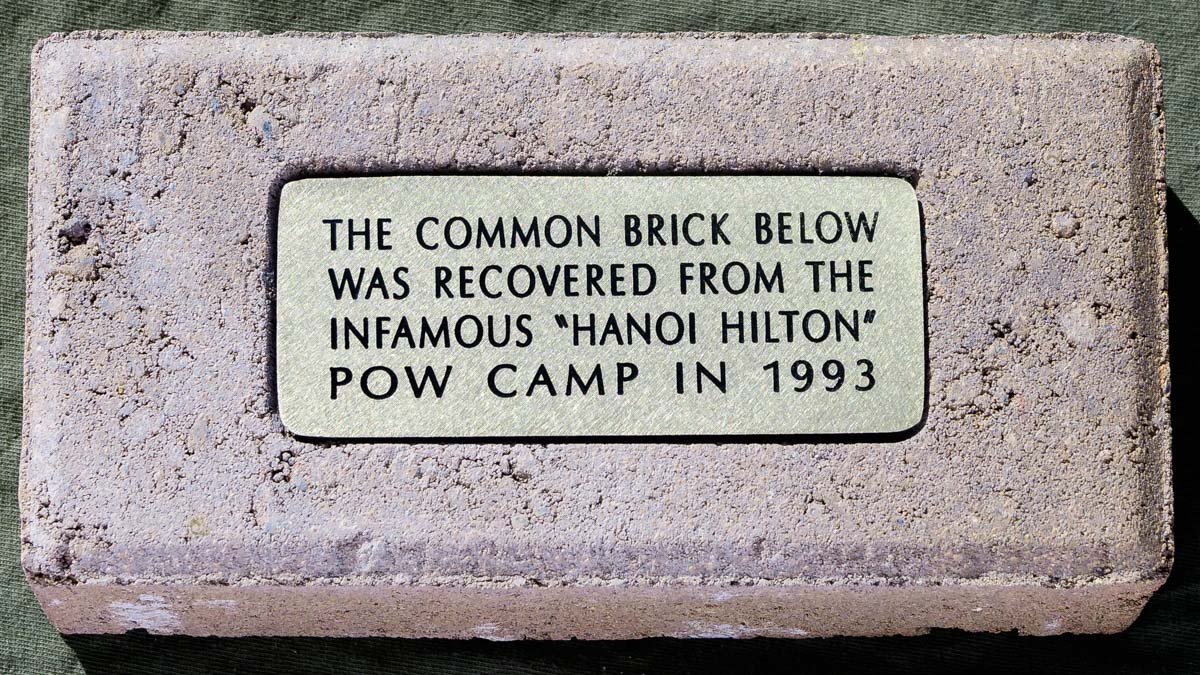 THE COMMON BRICK BELOW
WAS RECOVERED FROM THE
INFAMOUS "HANOI HILTON"
POW CAMP IN 1993